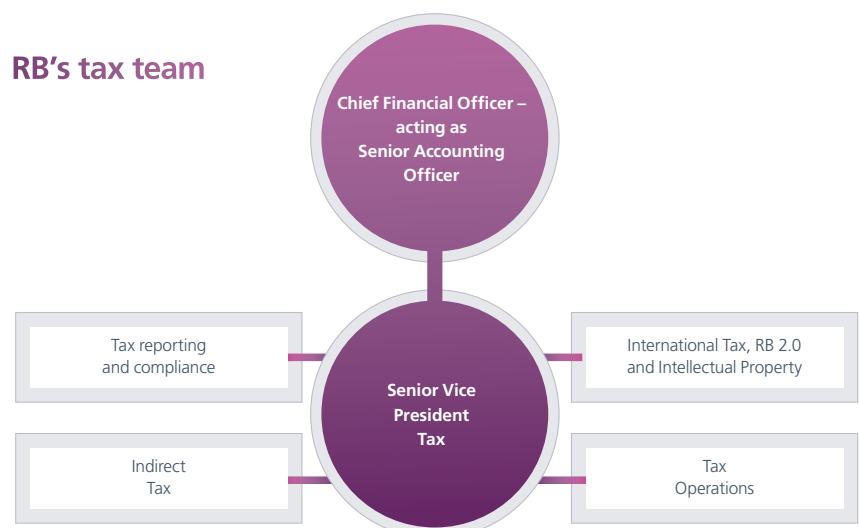 RB's tax team
Chief Financial Officer –
acting as
Senior Accounting
Officer
Tax reporting
and compliance
International Tax, RB 2.0
and Intellectual Property
Senior Vice
President
Tax
Indirect
Tax
Tax
Operations